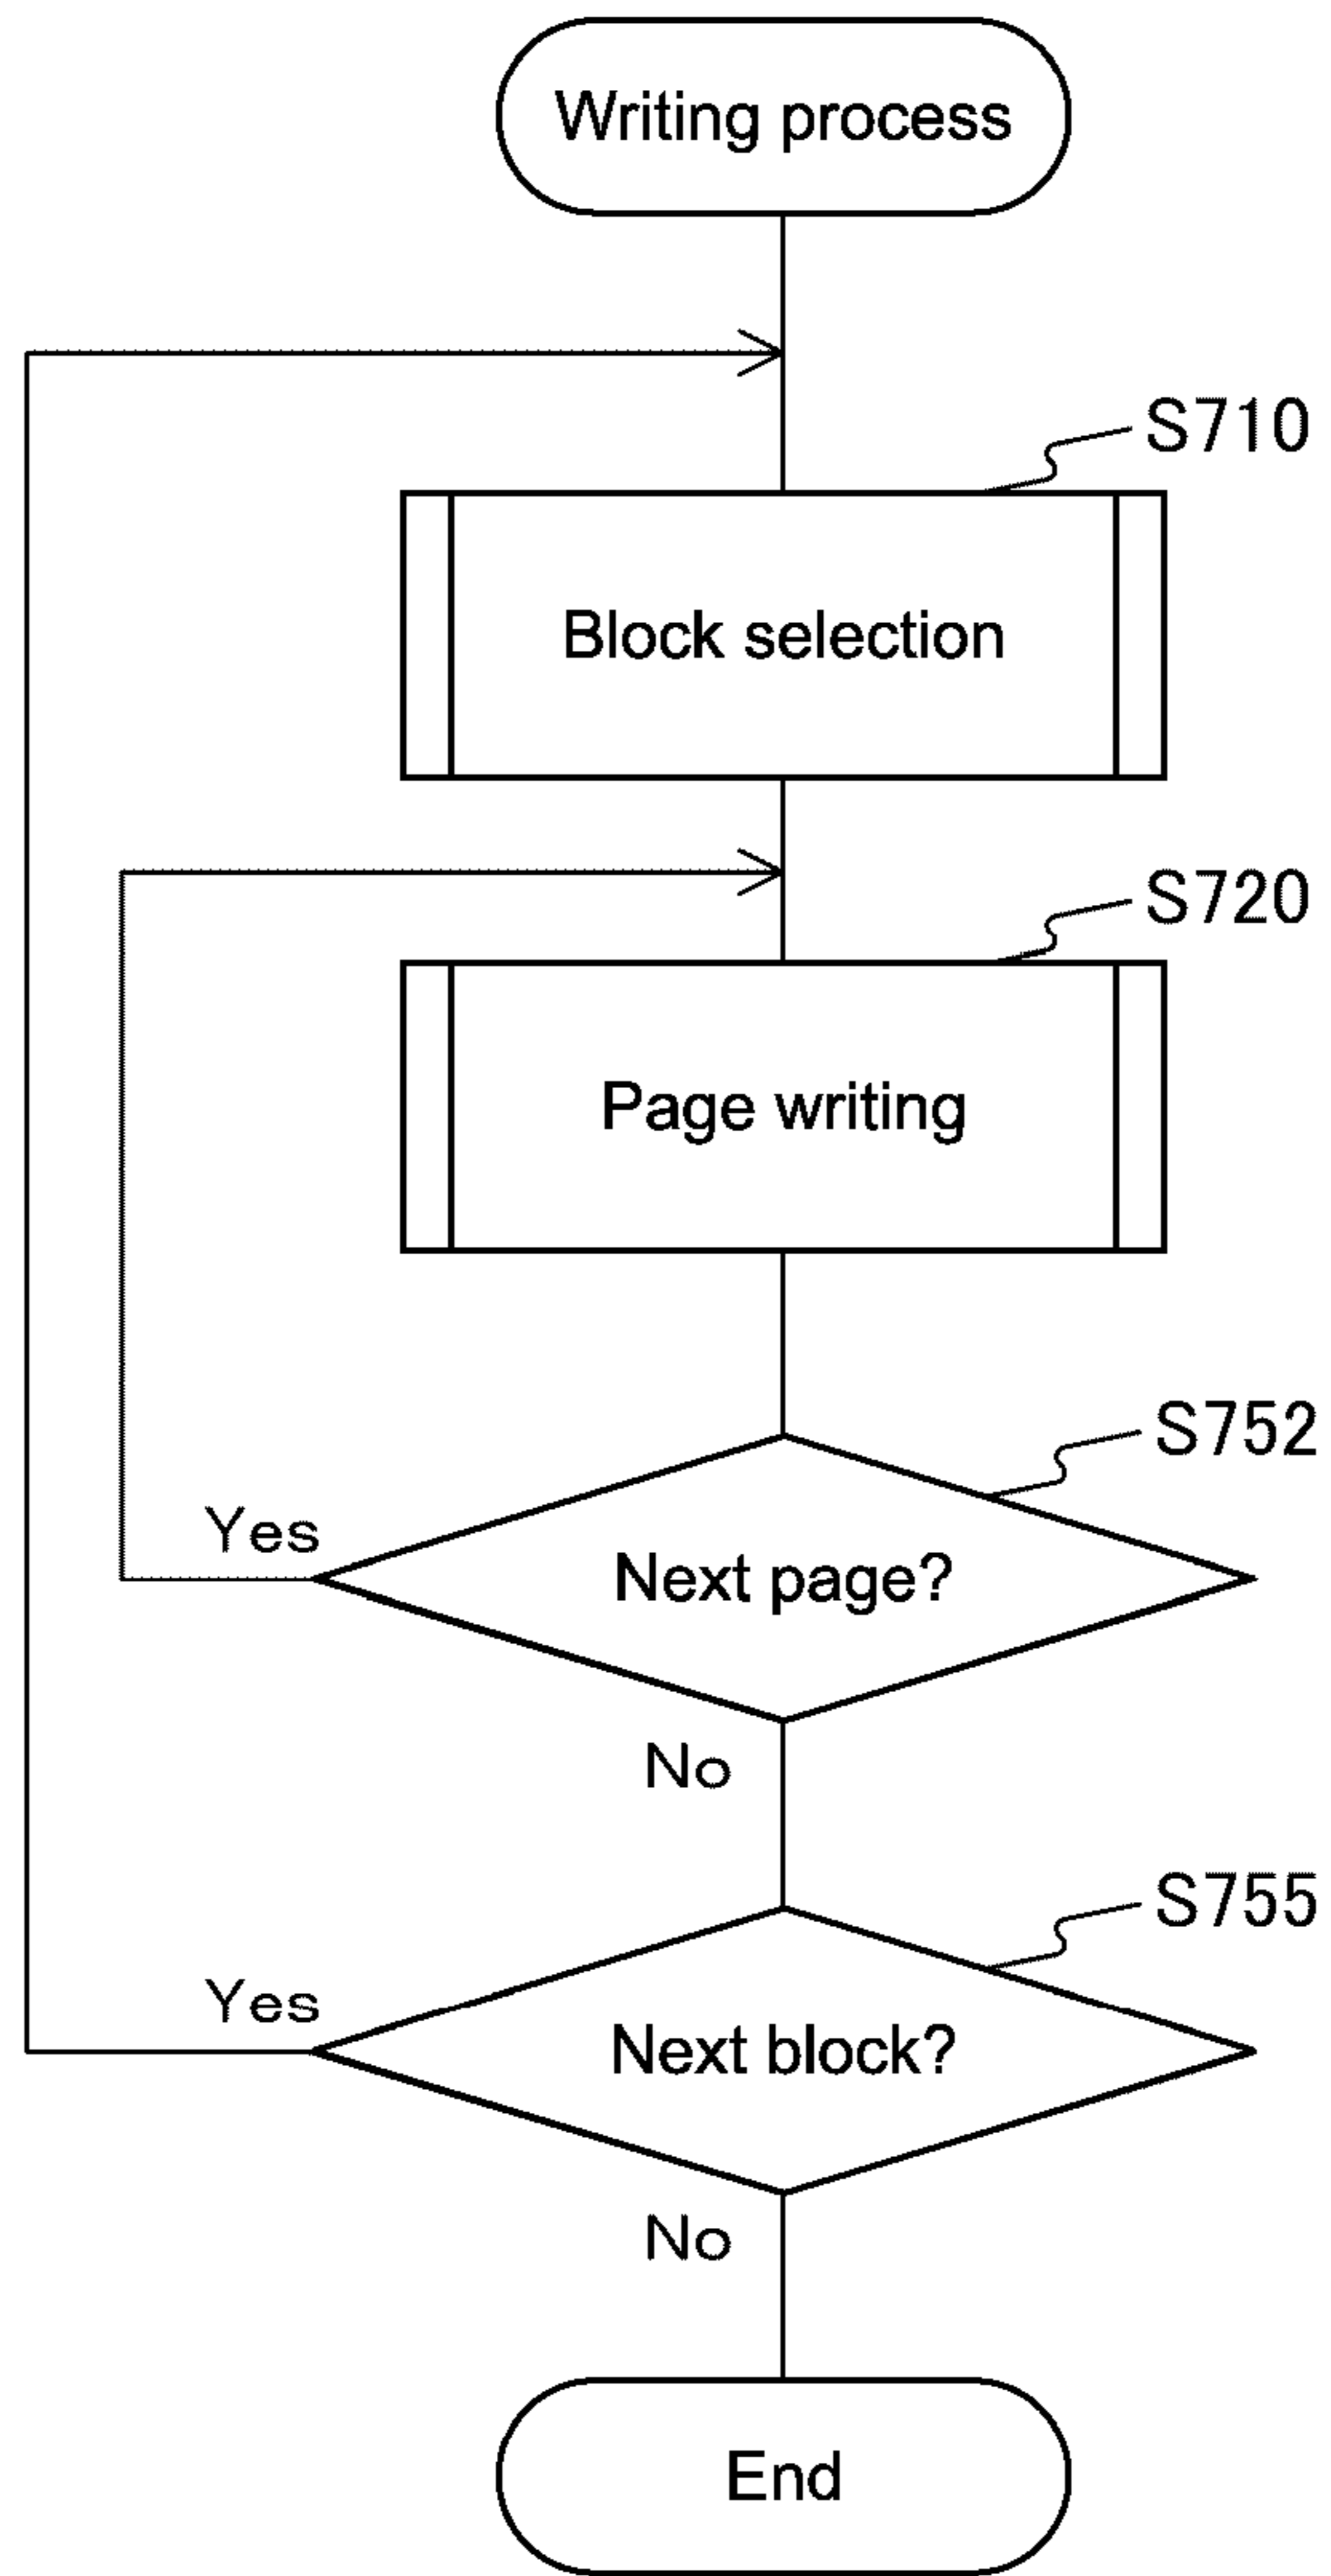 Writing process
S710
Block selection
S720
Page writing
S752
Yes
Next page?
No
S755
Yes
Next block?
No
End